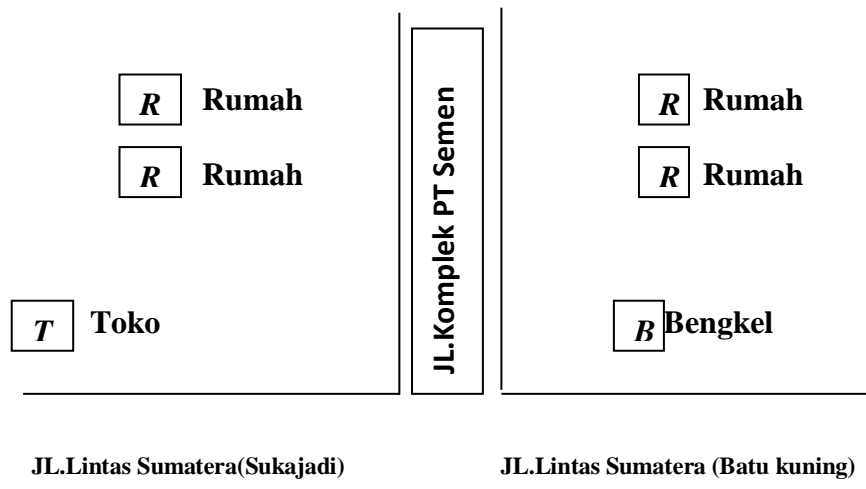 R Rumah
R Rumah
T Toko
JL.Komplek PT Semen
R Rumah
R Rumah
B Bengkel
JL.Lintas Sumatera(Sukajadi)
JL.Lintas Sumatera (Batu kuning)